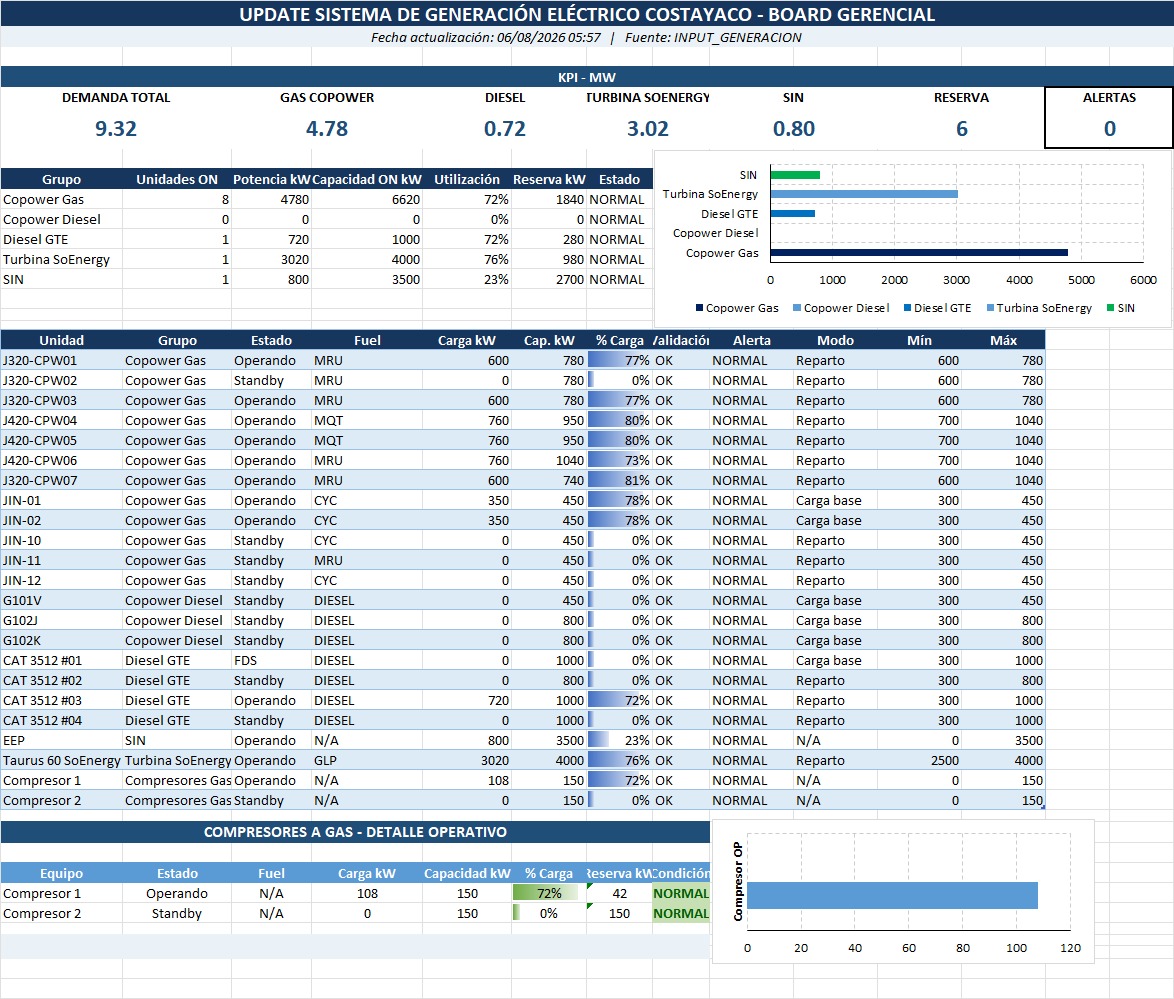 UPDATE SISTEMA DE GENERACIÓN ELÉCTRICO COSTAYACO - BOARD GERENCIAL
Fecha actualización: 06/08/2026 05:57 | Fuente: INPUT_GENERACION
KPI - MW
DEMANDA TOTAL GAS COPOWER DIESEL TURBINA SOENERGY SIN RESERVA ALERTAS
9.32 4.78 0.72 3.02 0.80 6 0
Grupo Unidades ON Potencia kW Capacidad ON kW Utilización Reserva kW Estado
Copower Gas 8 4780 6620 72% 1840 NORMAL
Copower Diesel 0 0 0 0% 0 NORMAL
Diesel GTE 1 720 1000 72% 280 NORMAL
Turbina SoEnergy 1 3020 4000 76% 980 NORMAL
SIN 1 800 3500 23% 2700 NORMAL
SIN
Turbina SoEnergy
Diesel GTE
Copower Diesel
Copower Gas
0 1000 2000 3000 4000 5000 6000
Copower Gas Copower Diesel Diesel GTE Turbina SoEnergy SIN
Unidad Grupo Estado Fuel Carga kW Cap. kW % Carga Validación Alerta Modo Mín Máx
J320-CPW01 Copower Gas Operando MRU 600 780 77% OK NORMAL Reparto 600 780
J320-CPW02 Copower Gas Standby MRU 0 780 0% OK NORMAL Reparto 600 780
J320-CPW03 Copower Gas Operando MRU 600 780 77% OK NORMAL Reparto 600 780
J420-CPW04 Copower Gas Operando MQT 760 950 80% OK NORMAL Reparto 700 1040
J420-CPW05 Copower Gas Operando MQT 760 950 80% OK NORMAL Reparto 700 1040
J420-CPW06 Copower Gas Operando MRU 760 1040 73% OK NORMAL Reparto 700 1040
J320-CPW07 Copower Gas Operando MRU 600 740 81% OK NORMAL Reparto 600 1040
JIN-01 Copower Gas Operando CYC 350 450 78% OK NORMAL Carga base 300 450
JIN-02 Copower Gas Operando CYC 350 450 78% OK NORMAL Carga base 300 450
JIN-10 Copower Gas Standby CYC 0 450 0% OK NORMAL Reparto 300 450
JIN-11 Copower Gas Standby MRU 0 450 0% OK NORMAL Reparto 300 450
JIN-12 Copower Gas Standby CYC 0 450 0% OK NORMAL Reparto 300 450
G101V Copower Diesel Standby DIESEL 0 450 0% OK NORMAL Carga base 300 450
G102J Copower Diesel Standby DIESEL 0 800 0% OK NORMAL Carga base 300 800
G102K Copower Diesel Standby DIESEL 0 800 0% OK NORMAL Carga base 300 800
CAT 3512 #01 Diesel GTE FDS DIESEL 0 1000 0% OK NORMAL Carga base 300 1000
CAT 3512 #02 Diesel GTE Standby DIESEL 0 800 0% OK NORMAL Reparto 300 800
CAT 3512 #03 Diesel GTE Operando DIESEL 720 1000 72% OK NORMAL Reparto 300 1000
CAT 3512 #04 Diesel GTE Standby DIESEL 0 1000 0% OK NORMAL Reparto 300 1000
EEP SIN Operando N/A 800 3500 23% OK NORMAL N/A 0 3500
Taurus 60 SoEnergy Turbina SoEnergy Operando GLP 3020 4000 76% OK NORMAL Reparto 2500 4000
Compresor 1 Compresores Gas Operando N/A 108 150 72% OK NORMAL N/A 0 150
Compresor 2 Compresores Gas Standby N/A 0 150 0% OK NORMAL N/A 0 150
COMPRESORES A GAS - DETALLE OPERATIVO
Equipo Estado Fuel Carga kW Capacidad kW % Carga Reserva kW Condición
Compresor 1 Operando N/A 108 150 72% 42 NORMAL
Compresor 2 Standby N/A 0 150 0% 150 NORMAL
Compresor OP
0 20 40 60 80 100 120